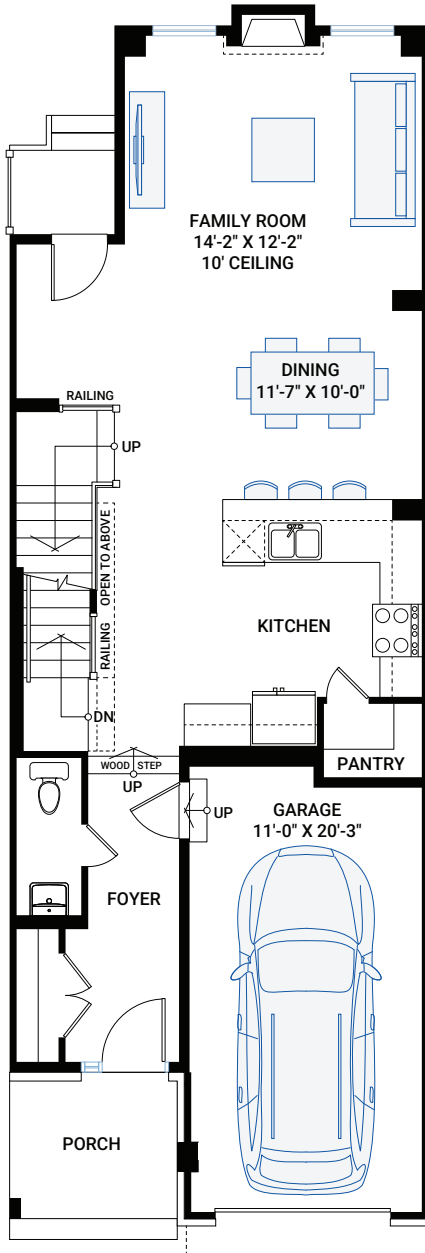 FAMILY ROOM
14'-2" X 12'-2"
10' CEILING
DINING
11'-7" X 10'-0"
RAILING
UP
OPEN TO ABOVE
KITCHEN
RAILING
DN
WOOD STEP
UP
PANTRY
UP
GARAGE
11'-0" X 20'-3"
FOYER
PORCH